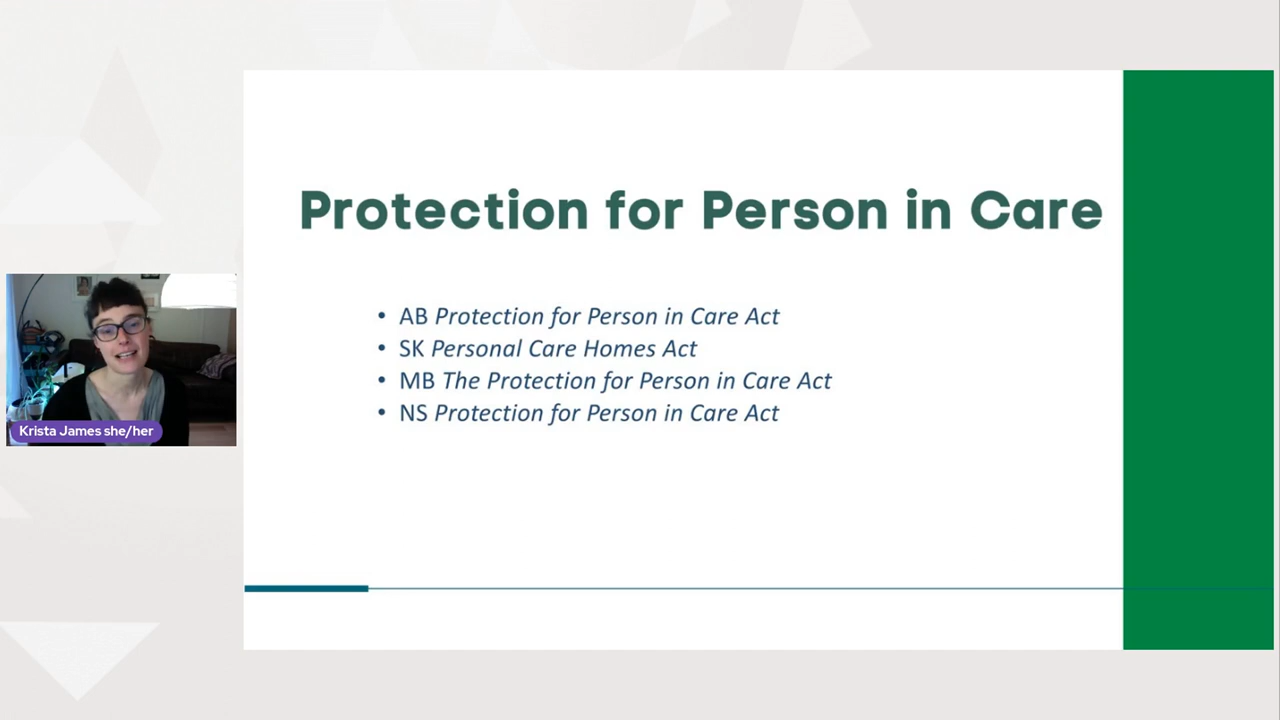 Protection for Person in Care
• AB Protection for Person in Care Act
• SK Personal Care Homes Act
• MB The Protection for Person in Care Act
• NS Protection for Person in Care Act
Krista James she/her